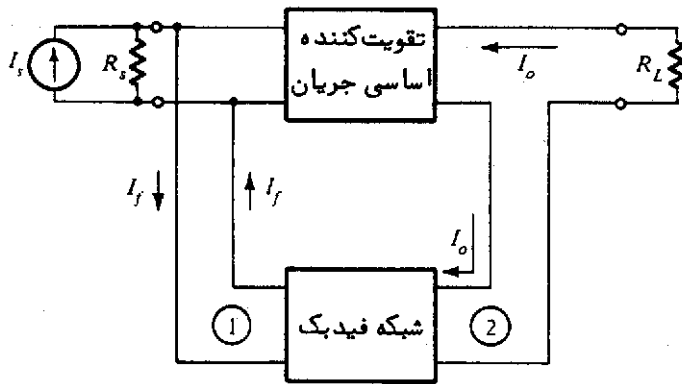 I_s
R_s
تقویت‌کننده
اساسی جریان
I_o
R_L
I_f
I_f
I_o
1
شبکه فیدبک
2